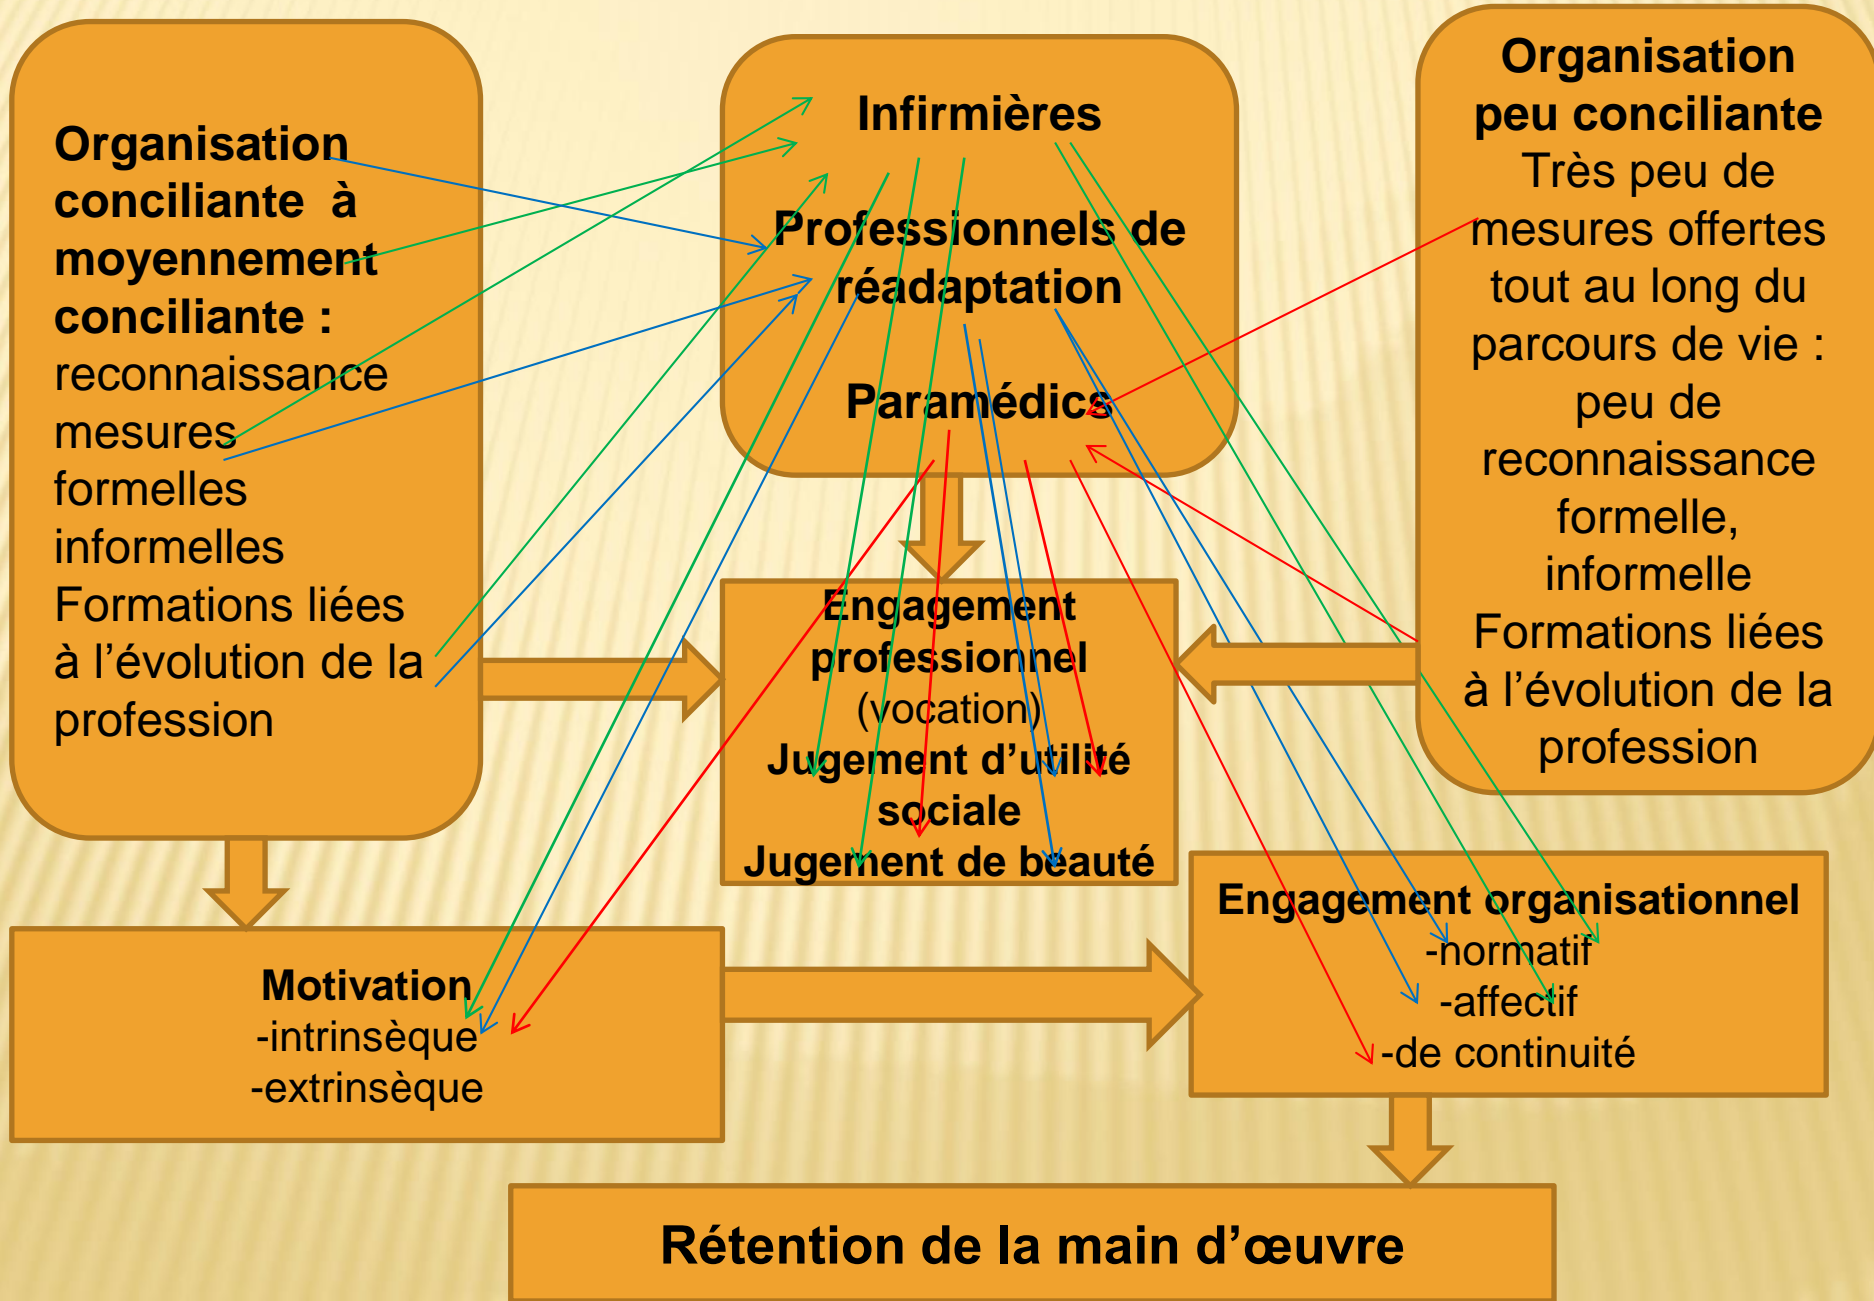 Organisation
conciliante à
moyennement
conciliante :
reconnaissance
mesures
formelles
informelles
Formations liées
à l’évolution de la
profession
Infirmières
Professionnels de
réadaptation
Paramédics
Organisation
peu conciliante
Très peu de
mesures offertes
tout au long du
parcours de vie :
peu de
reconnaissance
formelle,
informelle
Formations liées
à l’évolution de la
profession
Engagement
professionnel
(vocation)
Jugement d’utilité
sociale
Jugement de beauté
Motivation
-intrinsèque
-extrinsèque
Engagement organisationnel
-normatif
-affectif
-de continuité
Rétention de la main d’œuvre